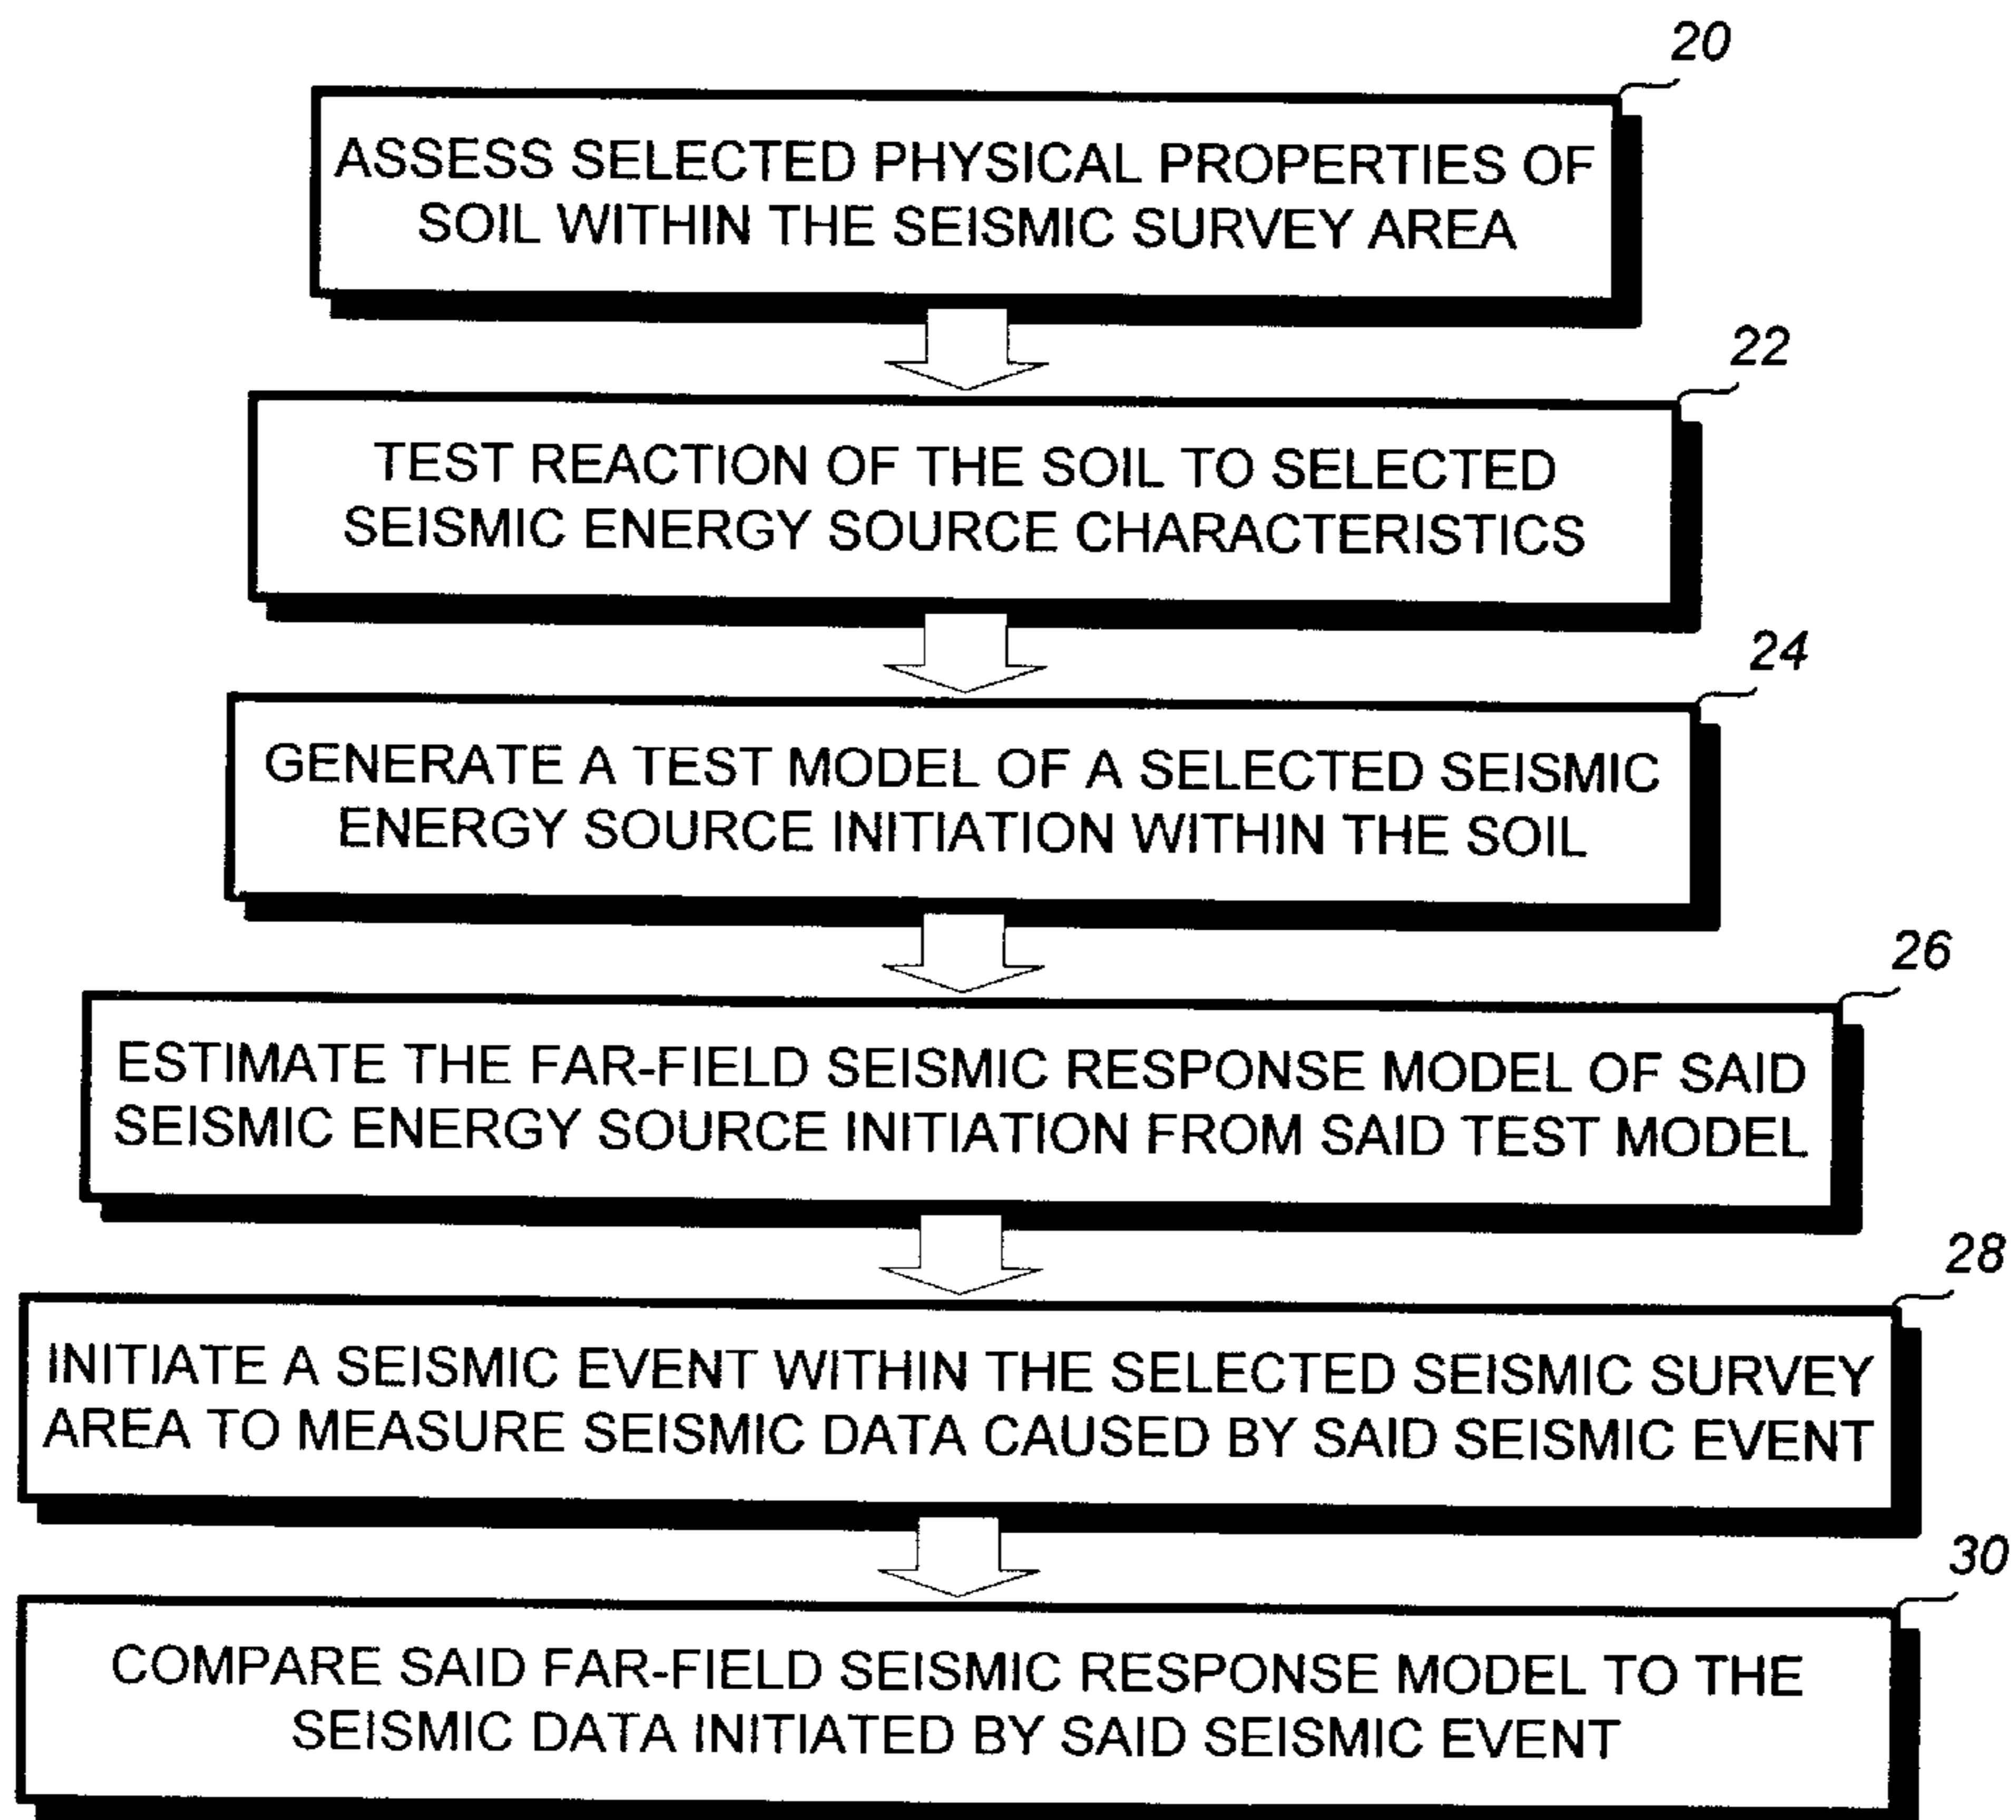 20
ASSESS SELECTED PHYSICAL PROPERTIES OF
SOIL WITHIN THE SEISMIC SURVEY AREA
22
TEST REACTION OF THE SOIL TO SELECTED
SEISMIC ENERGY SOURCE CHARACTERISTICS
24
GENERATE A TEST MODEL OF A SELECTED SEISMIC
ENERGY SOURCE INITIATION WITHIN THE SOIL
26
ESTIMATE THE FAR-FIELD SEISMIC RESPONSE MODEL OF SAID
SEISMIC ENERGY SOURCE INITIATION FROM SAID TEST MODEL
28
INITIATE A SEISMIC EVENT WITHIN THE SELECTED SEISMIC SURVEY
AREA TO MEASURE SEISMIC DATA CAUSED BY SAID SEISMIC EVENT
30
COMPARE SAID FAR-FIELD SEISMIC RESPONSE MODEL TO THE
SEISMIC DATA INITIATED BY SAID SEISMIC EVENT